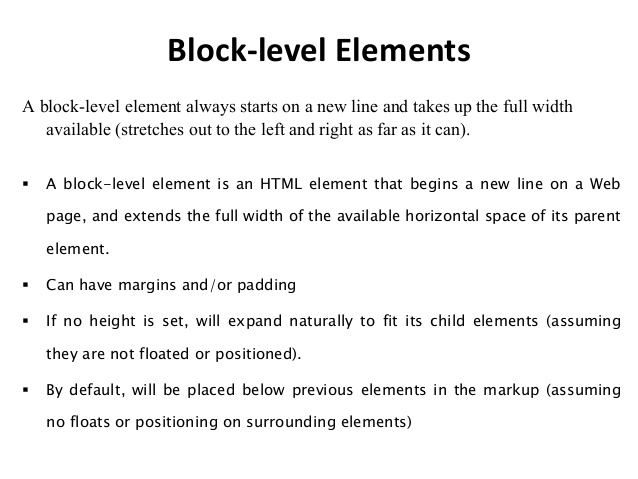 Block-level Elements
A block-level element always starts on a new line and takes up the full width
available (stretches out to the left and right as far as it can).
▪ A block-level element is an HTML element that begins a new line on a Web
page, and extends the full width of the available horizontal space of its parent
element.
▪ Can have margins and/or padding
▪ If no height is set, will expand naturally to fit its child elements (assuming
they are not floated or positioned).
▪ By default, will be placed below previous elements in the markup (assuming
no floats or positioning on surrounding elements)